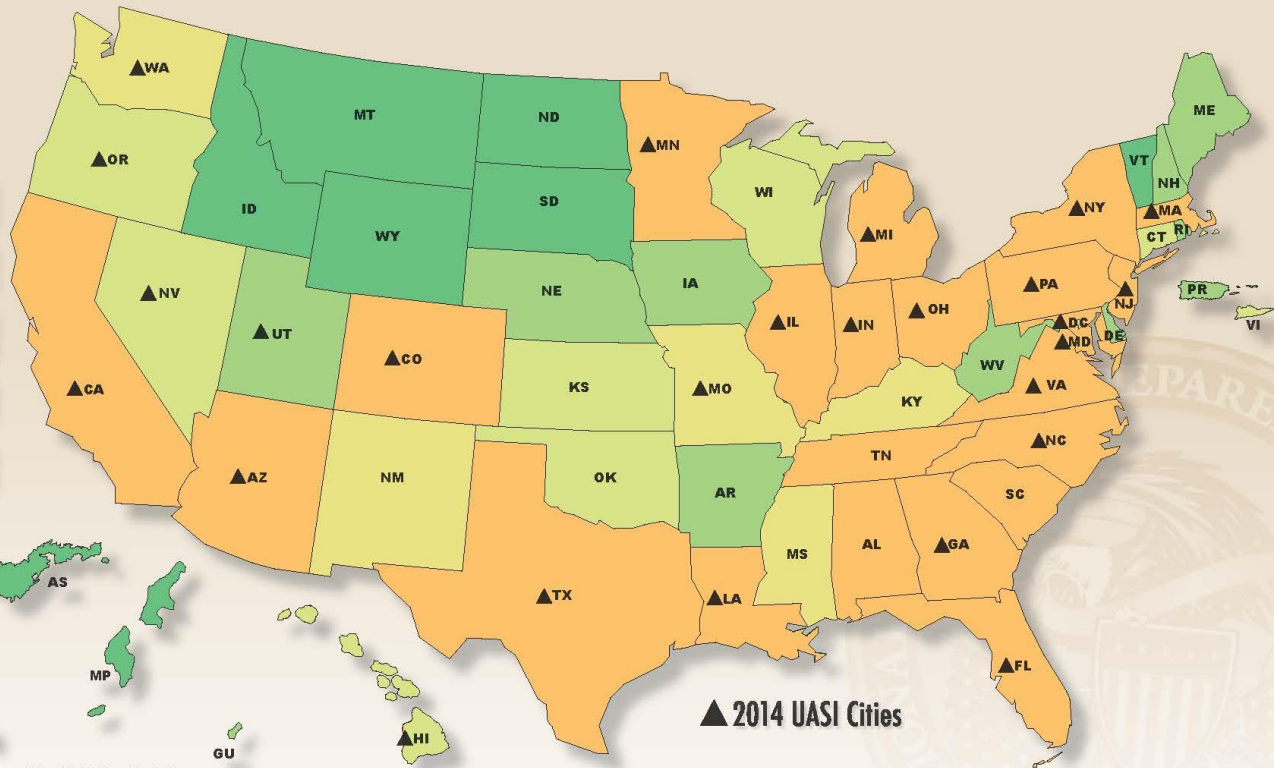 ▲WA
▲OR
▲CA
▲NV
ID
MT
WY
▲UT
▲AZ
▲CO
NM
ND
SD
NE
KS
OK
▲TX
▲MN
IA
▲MO
AR
▲LA
WI
▲IL
▲MI
▲IN
▲OH
KY
TN
MS
AL
▲GA
▲FL
SC
▲NC
▲VA
WV
▲MD
▲DC
DE
▲PA
▲
NJ
▲NY
CT
RI
▲MA
VT
NH
ME
PR
VI
AS
MP
GU
▲HI
▲ 2014 UASI Cities
EPARE